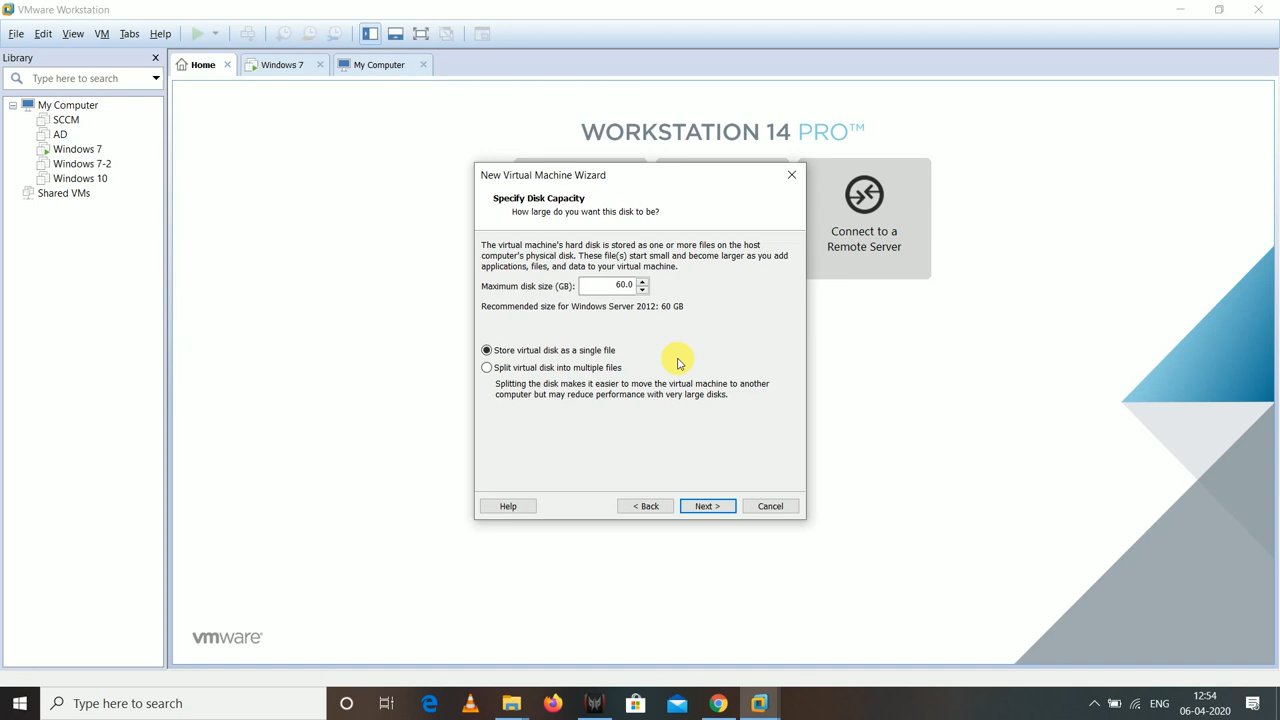 VMware Workstation
File Edit View VM Tabs Help
Library
Type here to search
My Computer
SCCM
AD
Windows 7
Windows 7-2
Windows 10
Shared VMs
Home
Windows 7
My Computer
WORKSTATION 14 PRO™
Connect to a
Remote Server
New Virtual Machine Wizard
Specify Disk Capacity
How large do you want this disk to be?
The virtual machine's hard disk is stored as one or more files on the host
computer's physical disk. These file(s) start small and become larger as you add
applications, files, and data to your virtual machine.
Maximum disk size (GB): 60.0
Recommended size for Windows Server 2012: 60 GB
Store virtual disk as a single file
Split virtual disk into multiple files
Splitting the disk makes it easier to move the virtual machine to another
computer but may reduce performance with very large disks.
Help < Back Next > Cancel
vmware®
Type here to search
ENG
12:54
06-04-2020